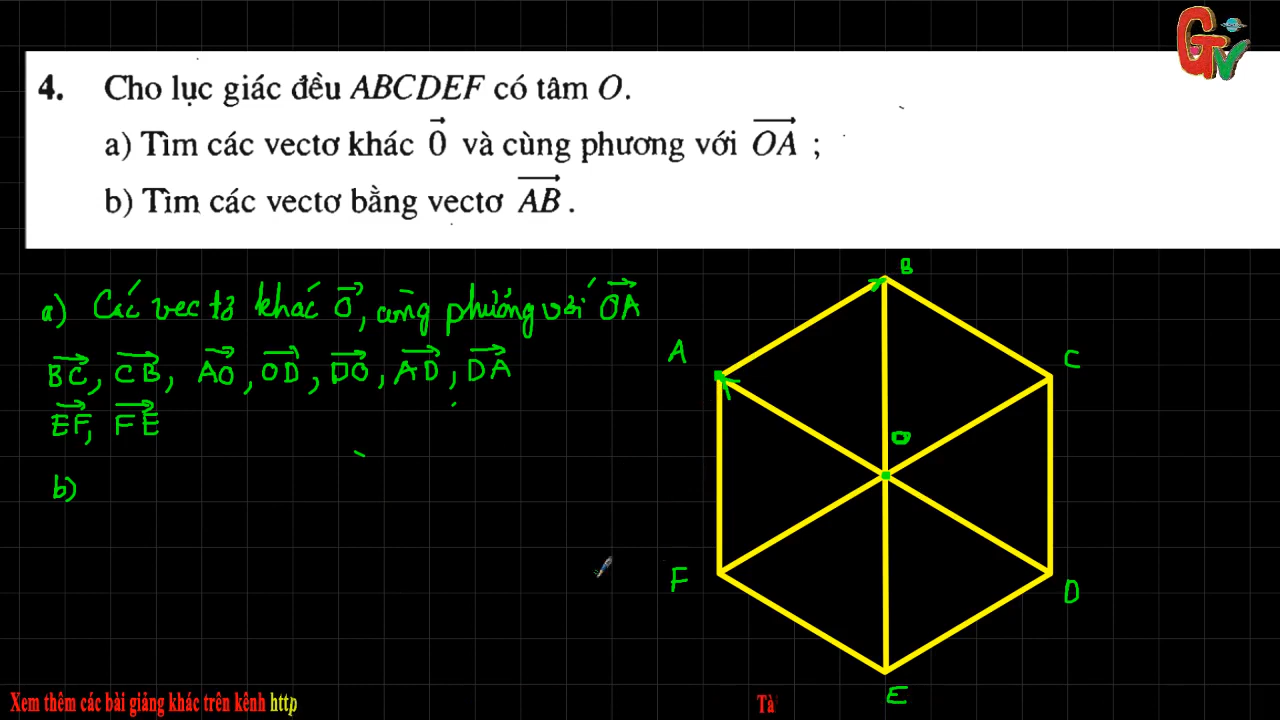 GTV
4. Cho lục giác đều ABCDEF có tâm O.
a) Tìm các vectơ khác $\vec{0}$ và cùng phương với $\overrightarrow{OA}$ ;
b) Tìm các vectơ bằng vectơ $\overrightarrow{AB}$ .
a) Các vec tơ khác $\vec{0}$, cùng phương với $\overrightarrow{OA}$
$\overrightarrow{BC}$, $\overrightarrow{CB}$, $\overrightarrow{AO}$, $\overrightarrow{OD}$, $\overrightarrow{DO}$, $\overrightarrow{AD}$, $\overrightarrow{DA}$
$\overrightarrow{EF}$, $\overrightarrow{FE}$
b)
B
A
C
O
F
D
E
Xem thêm các bài giảng khác trên kênh http
Tà